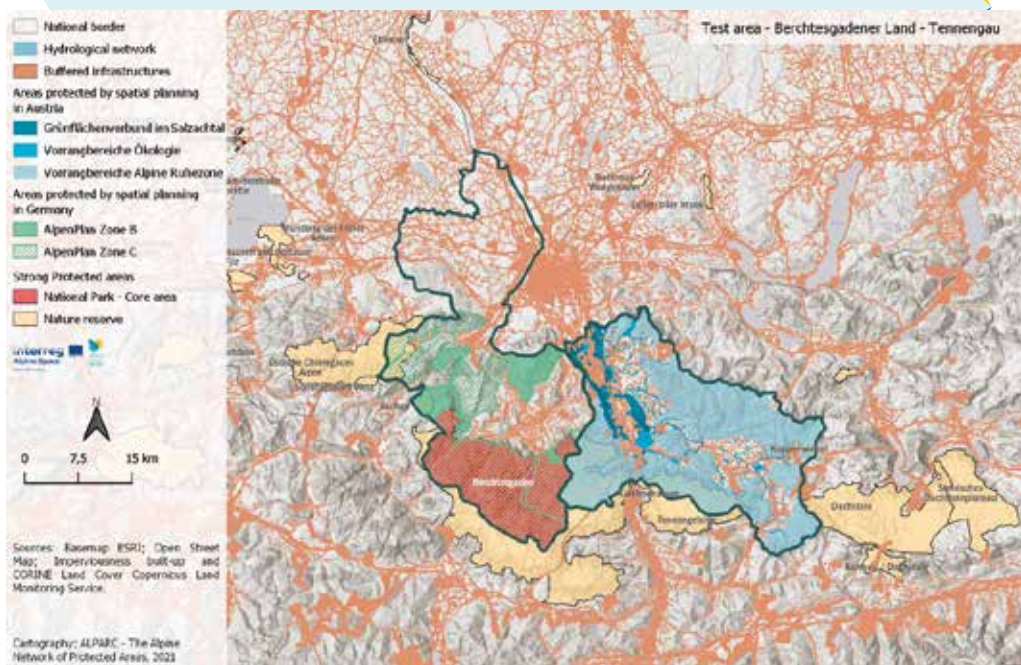 Test area - Berchtesgadener Land - Tennengau
National border
Hydrological network
Buffered infrastructures
Areas protected by spatial planning
in Austria
Grünflächenverbund im Salzachtal
Vorrangbereiche Ökologie
Vorrangbereiche Alpine Ruhezone
Areas protected by spatial planning
in Germany
AlpenPlan Zone B
AlpenPlan Zone C
Strong Protected areas
National Park - Core area
Nature reserve
Interreg
Alpine Space
N
0 7,5 15 km
Sources: Basemap ESRI; Open Street
Map; Imperviousness built-up and
CORINE Land Cover Copernicus Land
Monitoring Service.
Cartography: ALPARC - The Alpine
Network of Protected Areas, 2021
Berchtesgaden
Tennengebirge
Dachstein